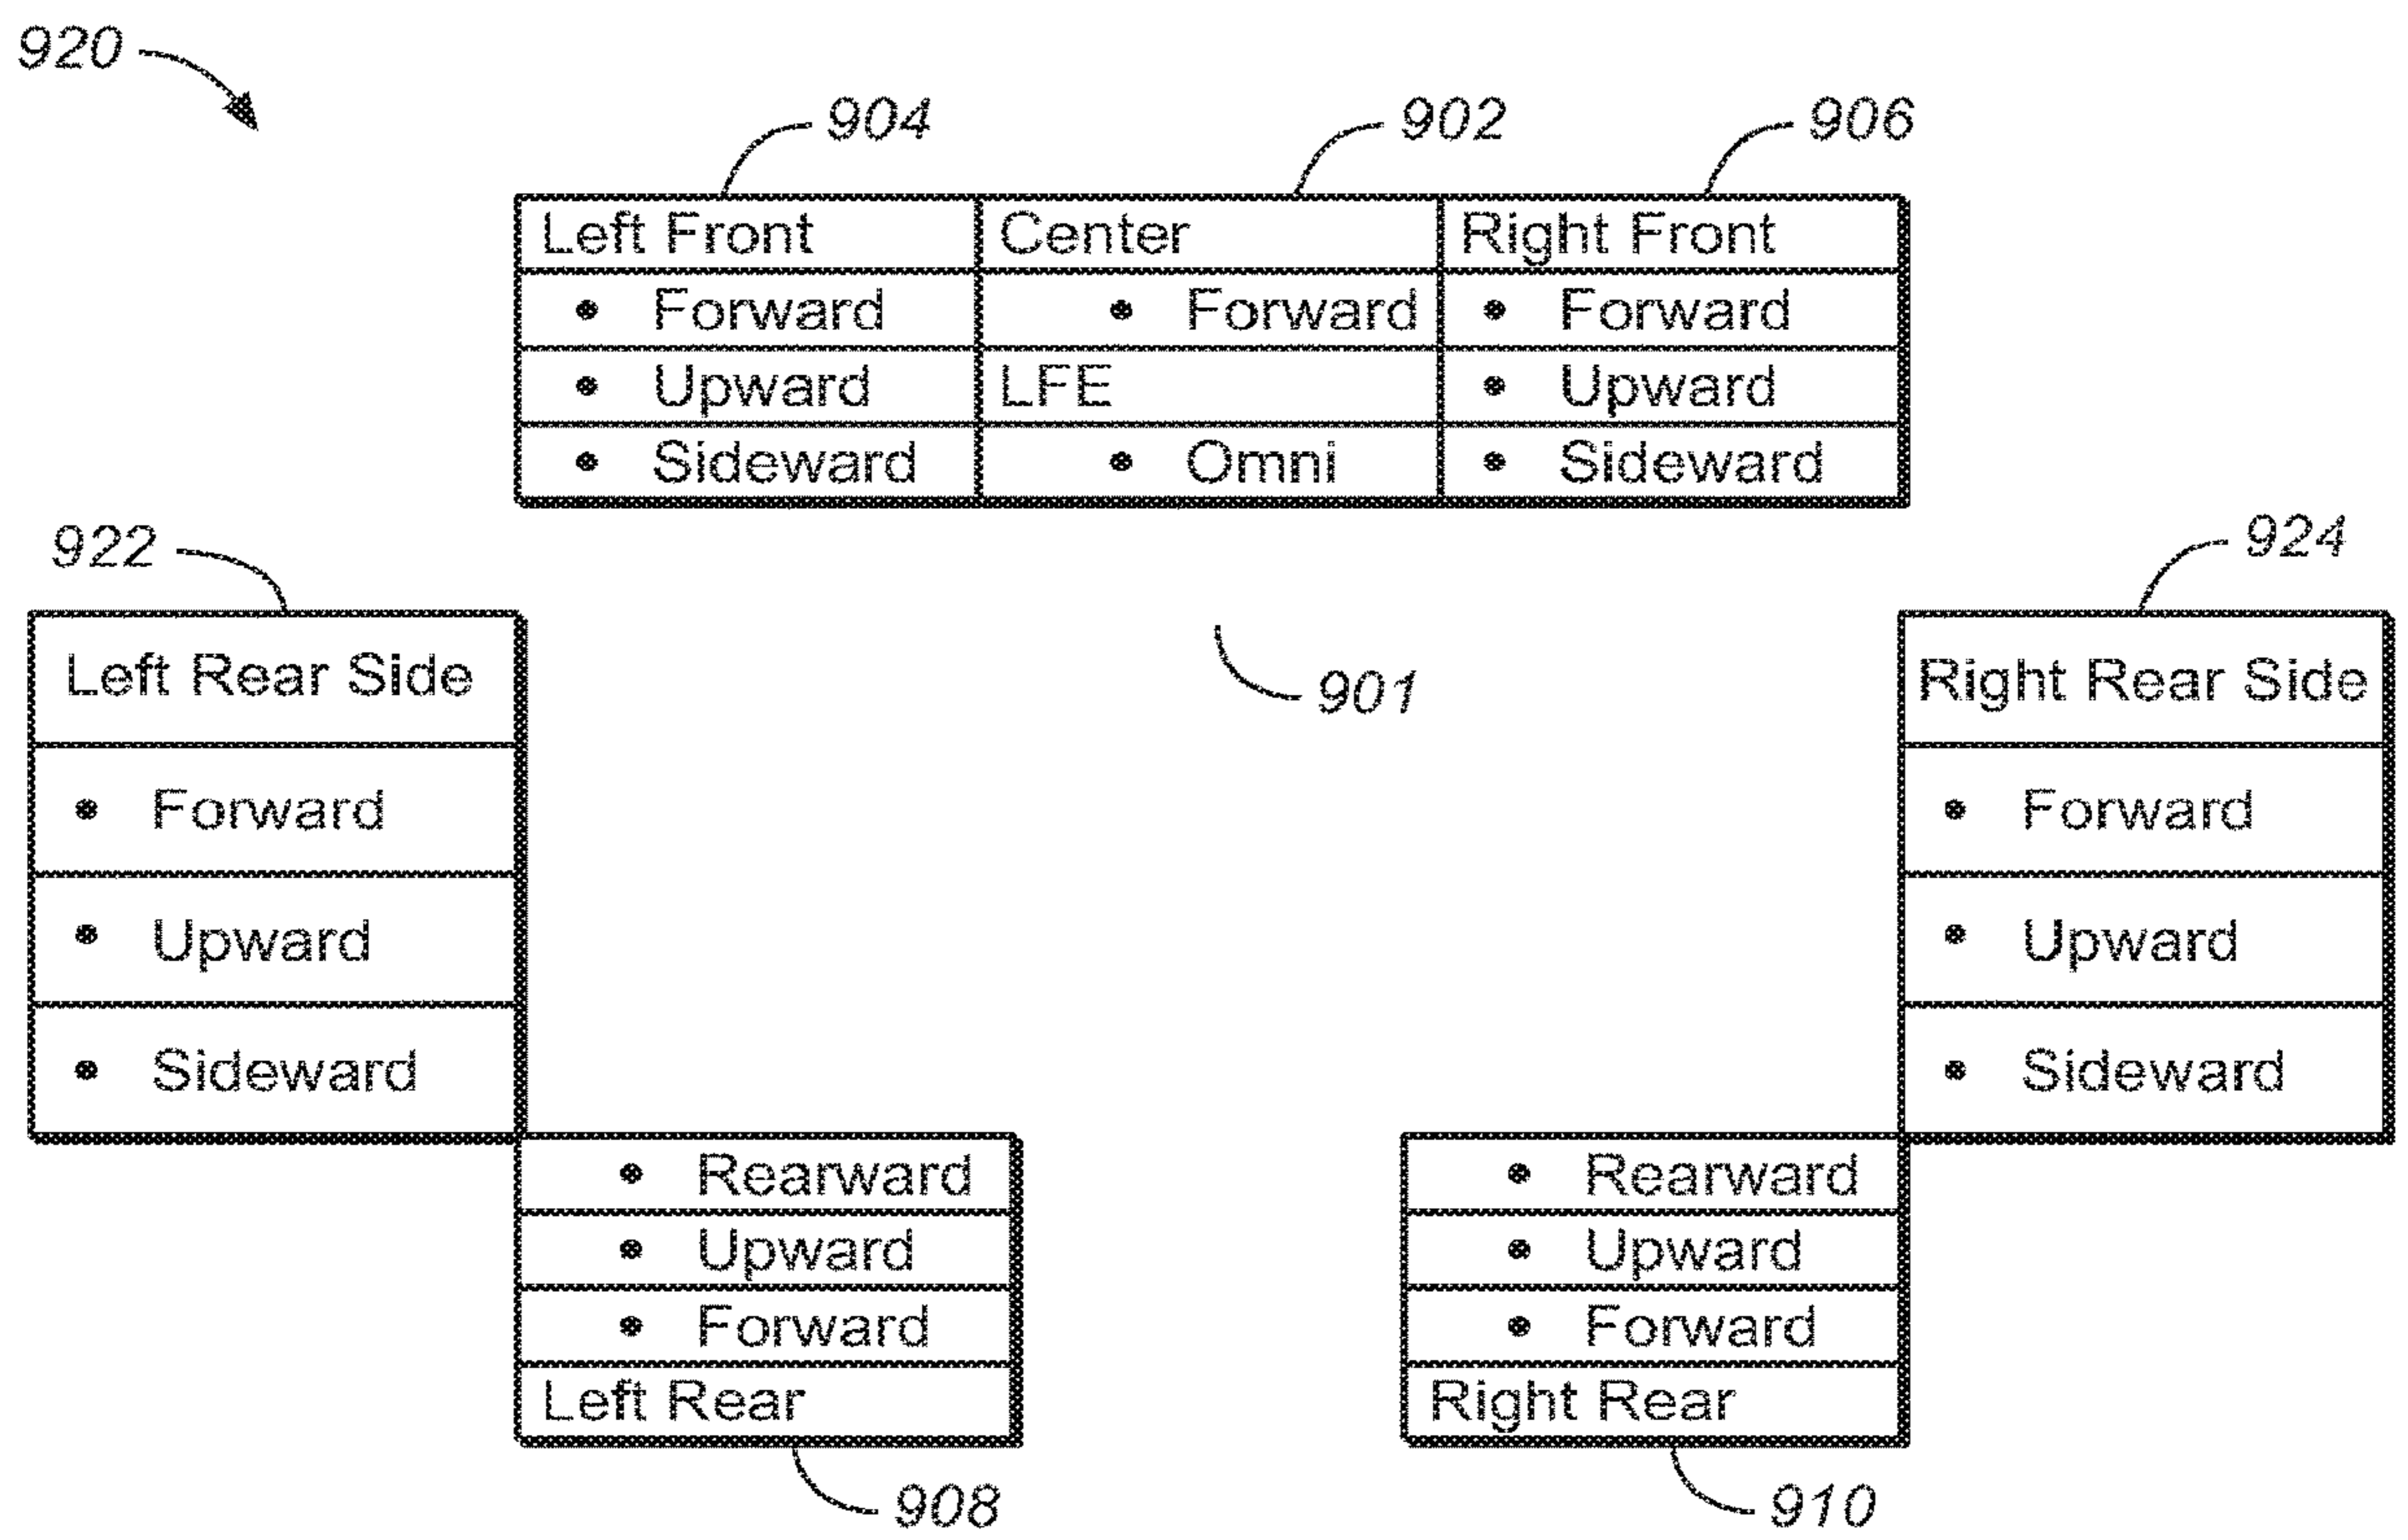 920
904 902 906
Left Front Center Right Front
• Forward • Forward • Forward
• Upward LFE • Upward
• Sideward • Omni • Sideward
922 924
901
Left Rear Side
• Forward
• Upward
• Sideward
Right Rear Side
• Forward
• Upward
• Sideward
• Rearward
• Upward
• Forward
Left Rear
908
• Rearward
• Upward
• Forward
Right Rear
910